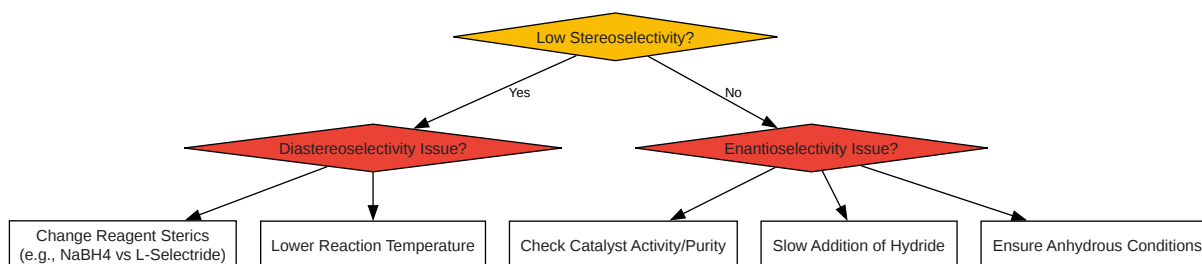 Low Stereoselectivity?
Yes
No
Diastereoselectivity Issue?
Enantioselectivity Issue?
Change Reagent Sterics
(e.g., NaBH4 vs L-Selectride)
Lower Reaction Temperature
Check Catalyst Activity/Purity
Slow Addition of Hydride
Ensure Anhydrous Conditions